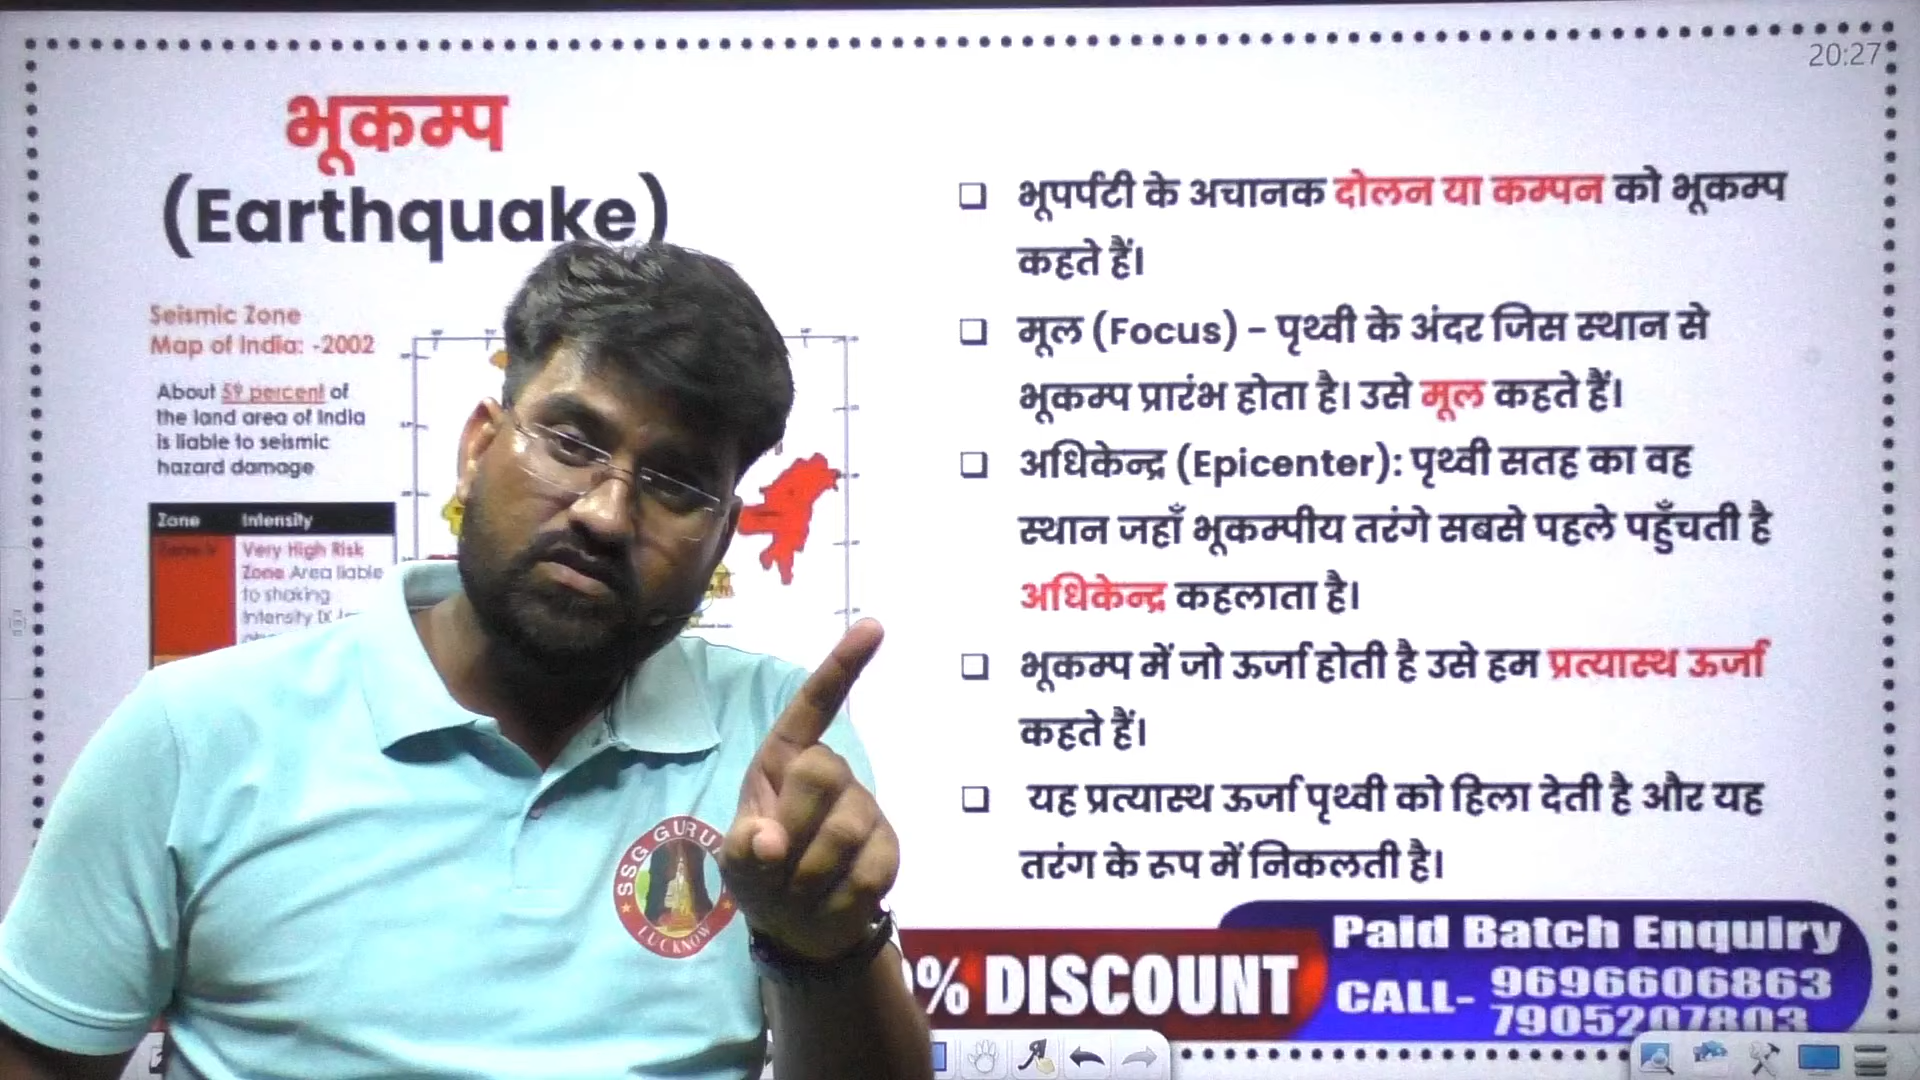 20:27
भूकम्प
(Earthquake)
Seismic Zone
Map of India: -2002
About 59 percent of
the land area of India
is liable to seismic
hazard damage
Zone Intensity
Very High Risk
Zone Area liable
to shaking
Intensity IX
भूपर्पटी के अचानक दोलन या कम्पन को भूकम्प
कहते हैं।
मूल (Focus) – पृथ्वी के अंदर जिस स्थान से
भूकम्प प्रारंभ होता है। उसे मूल कहते हैं।
अधिकेन्द्र (Epicenter): पृथ्वी सतह का वह
स्थान जहाँ भूकम्पीय तरंगे सबसे पहले पहुँचती है
अधिकेन्द्र कहलाता है।
भूकम्प में जो ऊर्जा होती है उसे हम प्रत्यास्थ ऊर्जा
कहते हैं।
यह प्रत्यास्थ ऊर्जा पृथ्वी को हिला देती है और यह
तरंग के रूप में निकलती है।
SSG GURU
LUCKNOW
% DISCOUNT
Paid Batch Enquiry
CALL- 9696606863
7905207803